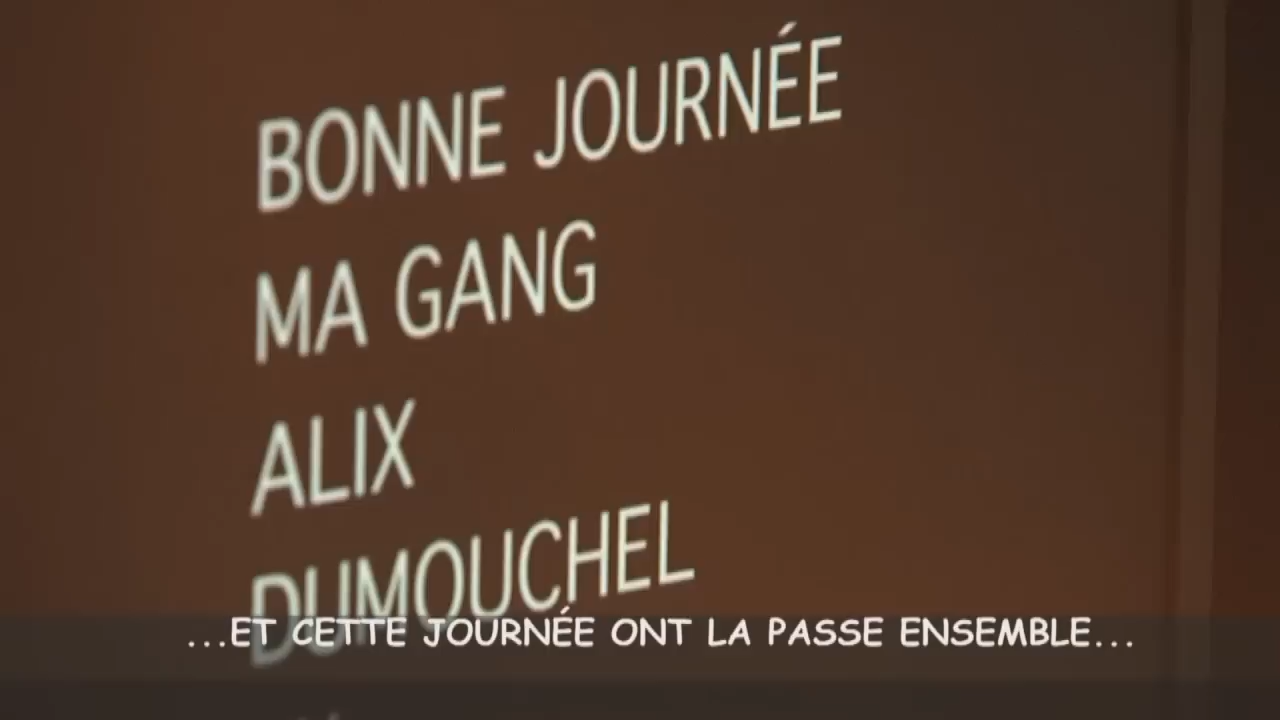 BONNE JOURNÉE
MA GANG
ALIX
DUMOUCHEL
...ET CETTE JOURNÉE ONT LA PASSE ENSEMBLE...